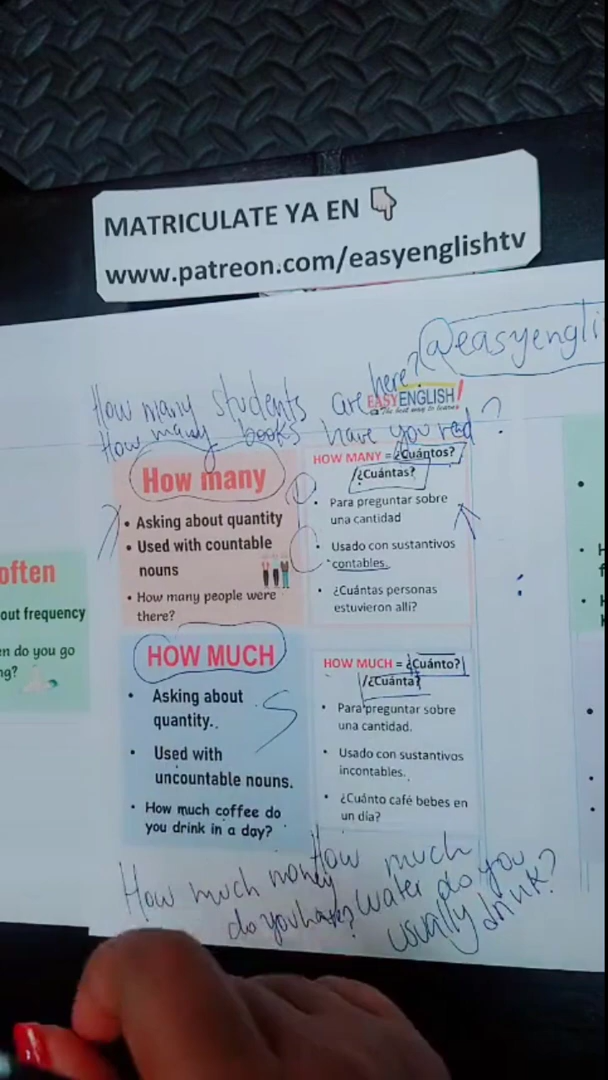 MATRICULATE YA EN
www.patreon.com/easyenglishtv
@easyengli
How many students are here?
EASY ENGLISH!
The best way to learn
How many books have you read?
How many
• Asking about quantity
• Used with countable
nouns
• How many people were
there?
HOW MANY = ¿Cuántos?
/¿Cuántas?
• Para preguntar sobre
una cantidad
• Usado con sustantivos
contables.
• ¿Cuántas personas
estuvieron allí?
often
out frequency
en do you go
ng?
HOW MUCH
• Asking about
quantity.
• Used with
uncountable nouns.
• How much coffee do
you drink in a day?
HOW MUCH = ¿Cuánto?
/¿Cuánta?
• Para preguntar sobre
una cantidad.
• Usado con sustantivos
incontables.
• ¿Cuánto café bebes en
un día?
How much money
do you have?
How much
water do you
usually drink?